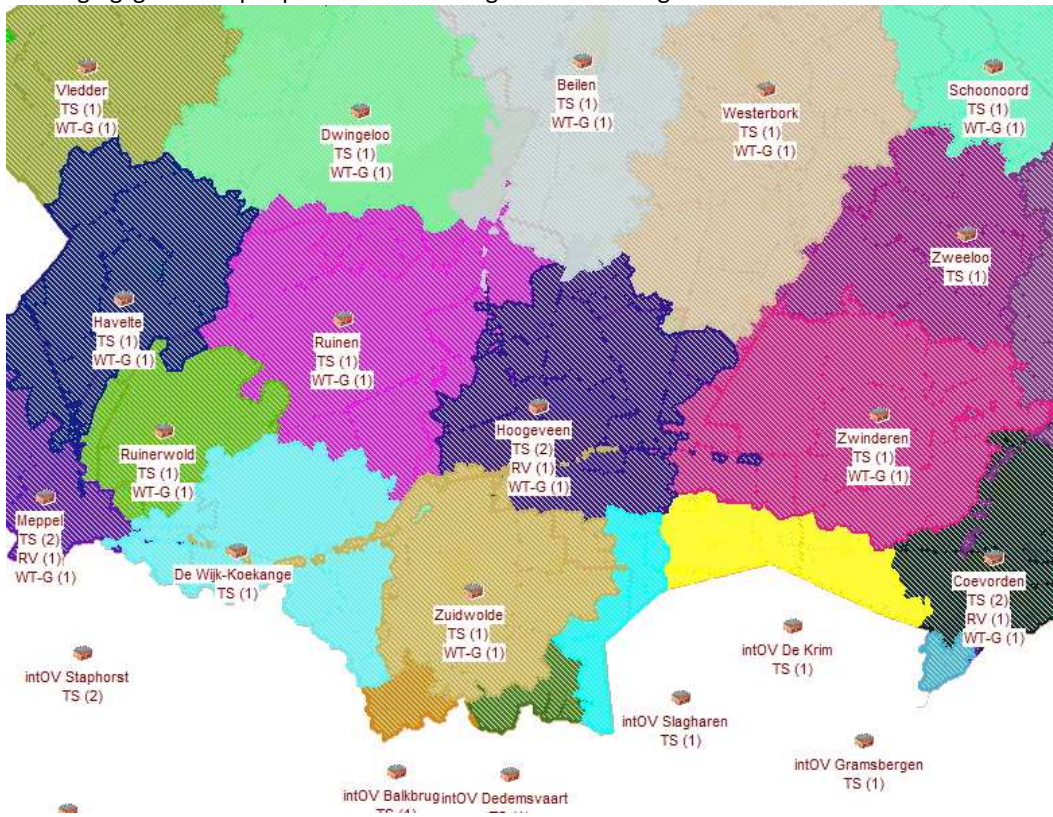 Vledder
TS (1)
WT-G (1)
Dwingeloo
TS (1)
WT-G (1)
Beilen
TS (1)
WT-G (1)
Westerbork
TS (1)
WT-G (1)
Schoonoord
TS (1)
WT-G (1)
Zweeloo
TS (1)
Havelte
TS (1)
WT-G (1)
Ruinen
TS (1)
WT-G (1)
Hoogeveen
TS (2)
RV (1)
WT-G (1)
Zwinderen
TS (1)
WT-G (1)
Ruinerwold
TS (1)
WT-G (1)
Meppel
TS (2)
RV (1)
WT-G (1)
De Wijk-Koekange
TS (1)
Zuidwolde
TS (1)
WT-G (1)
Coevorden
TS (2)
RV (1)
WT-G (1)
intOV Staphorst
TS (2)
intOV De Krim
TS (1)
intOV Slagharen
TS (1)
intOV Gramsbergen
TS (1)
intOV Balkbrug
intOV Dedemsvaart